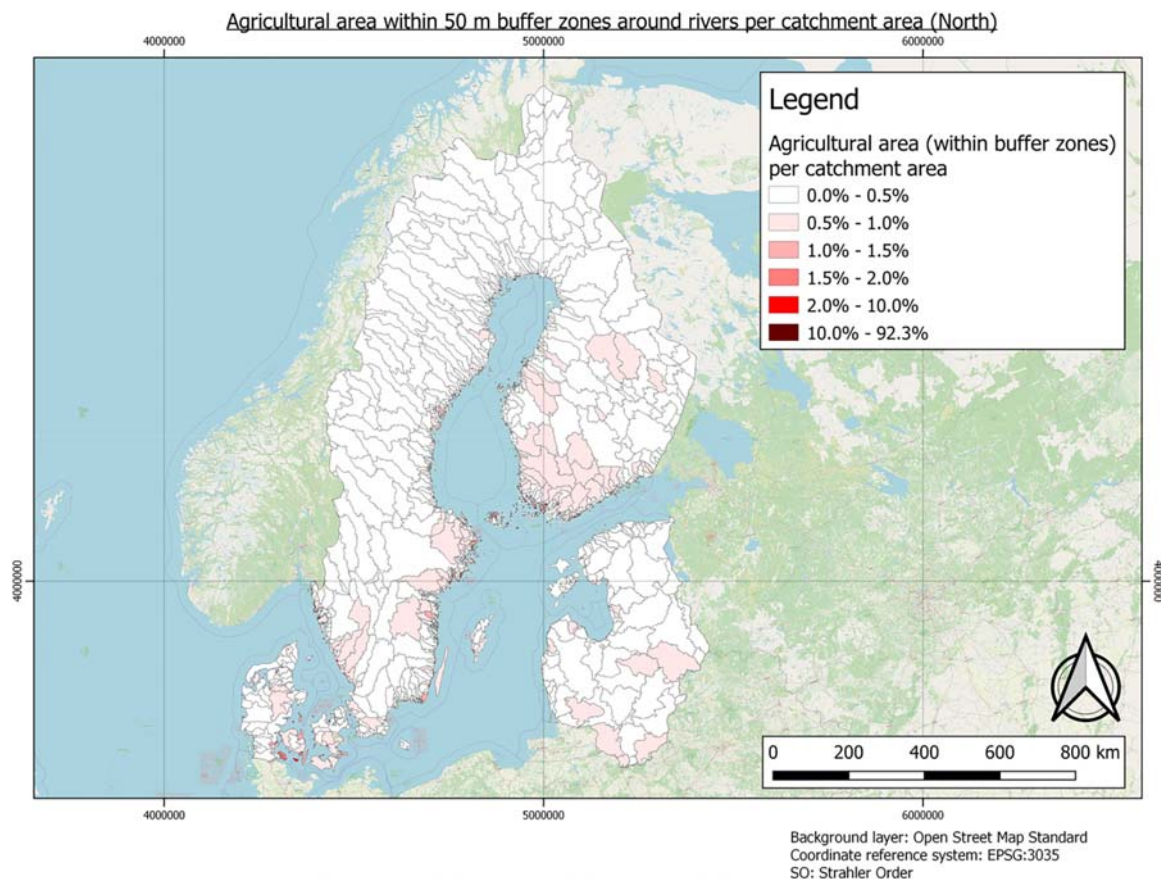 Agricultural area within 50 m buffer zones around rivers per catchment area (North)
4000000
5000000
6000000
Legend
Agricultural area (within buffer zones)
per catchment area
0.0% - 0.5%
0.5% - 1.0%
1.0% - 1.5%
1.5% - 2.0%
2.0% - 10.0%
10.0% - 92.3%
4000000
4000000
0
200
400
600
800 km
4000000
5000000
6000000
Background layer: Open Street Map Standard
Coordinate reference system: EPSG:3035
SO: Strahler Order